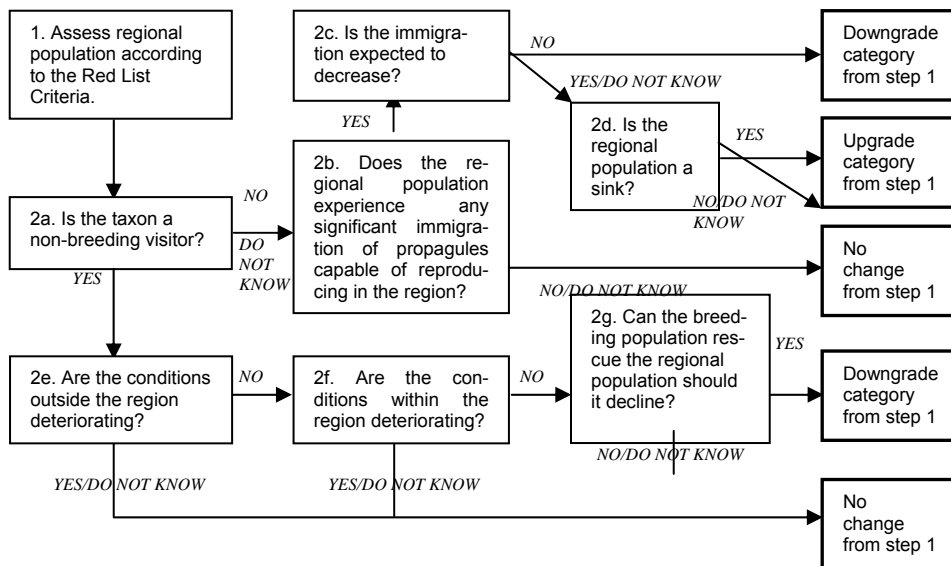 1. Assess regional
population according
to the Red List
Criteria.
2c. Is the immigra-
tion expected to
decrease?
NO
Downgrade
category
from step 1
YES/DO NOT KNOW
YES
2d. Is the
regional
population a
sink?
YES
Upgrade
category
from step 1
NO/DO NOT
KNOW
2a. Is the taxon a
non-breeding visitor?
NO
DO
NOT
KNOW
2b. Does the re-
gional population
experience any
significant immigra-
tion of propagules
capable of reprodu-
cing in the region?
No
change
from step 1
NO/DO NOT KNOW
YES
2e. Are the conditions
outside the region
deteriorating?
NO
2f. Are the con-
ditions within the
region deteriorating?
NO
2g. Can the breed-
ing population res-
cue the regional
population should
it decline?
YES
Downgrade
category
from step 1
NO/DO NOT KNOW
YES/DO NOT KNOW
YES/DO NOT KNOW
No
change
from step 1